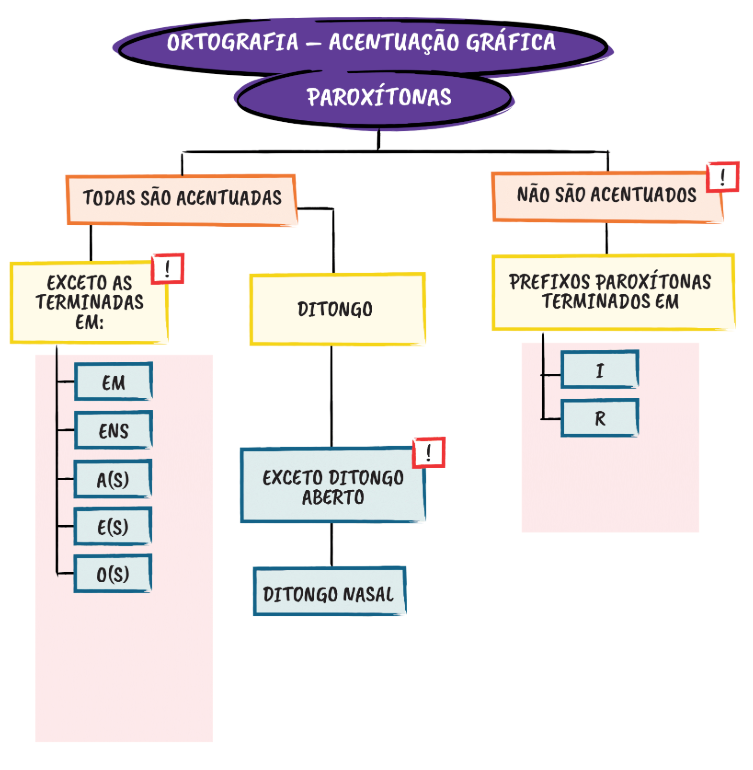 ORTOGRAFIA – ACENTUAÇÃO GRÁFICA
PAROXÍTONAS
TODAS SÃO ACENTUADAS
!
EXCETO AS
TERMINADAS
EM:
EM
ENS
A(S)
E(S)
O(S)
DITONGO
!
EXCETO DITONGO
ABERTO
DITONGO NASAL
!
NÃO SÃO ACENTUADOS
PREFIXOS PAROXÍTONAS
TERMINADOS EM
I
R